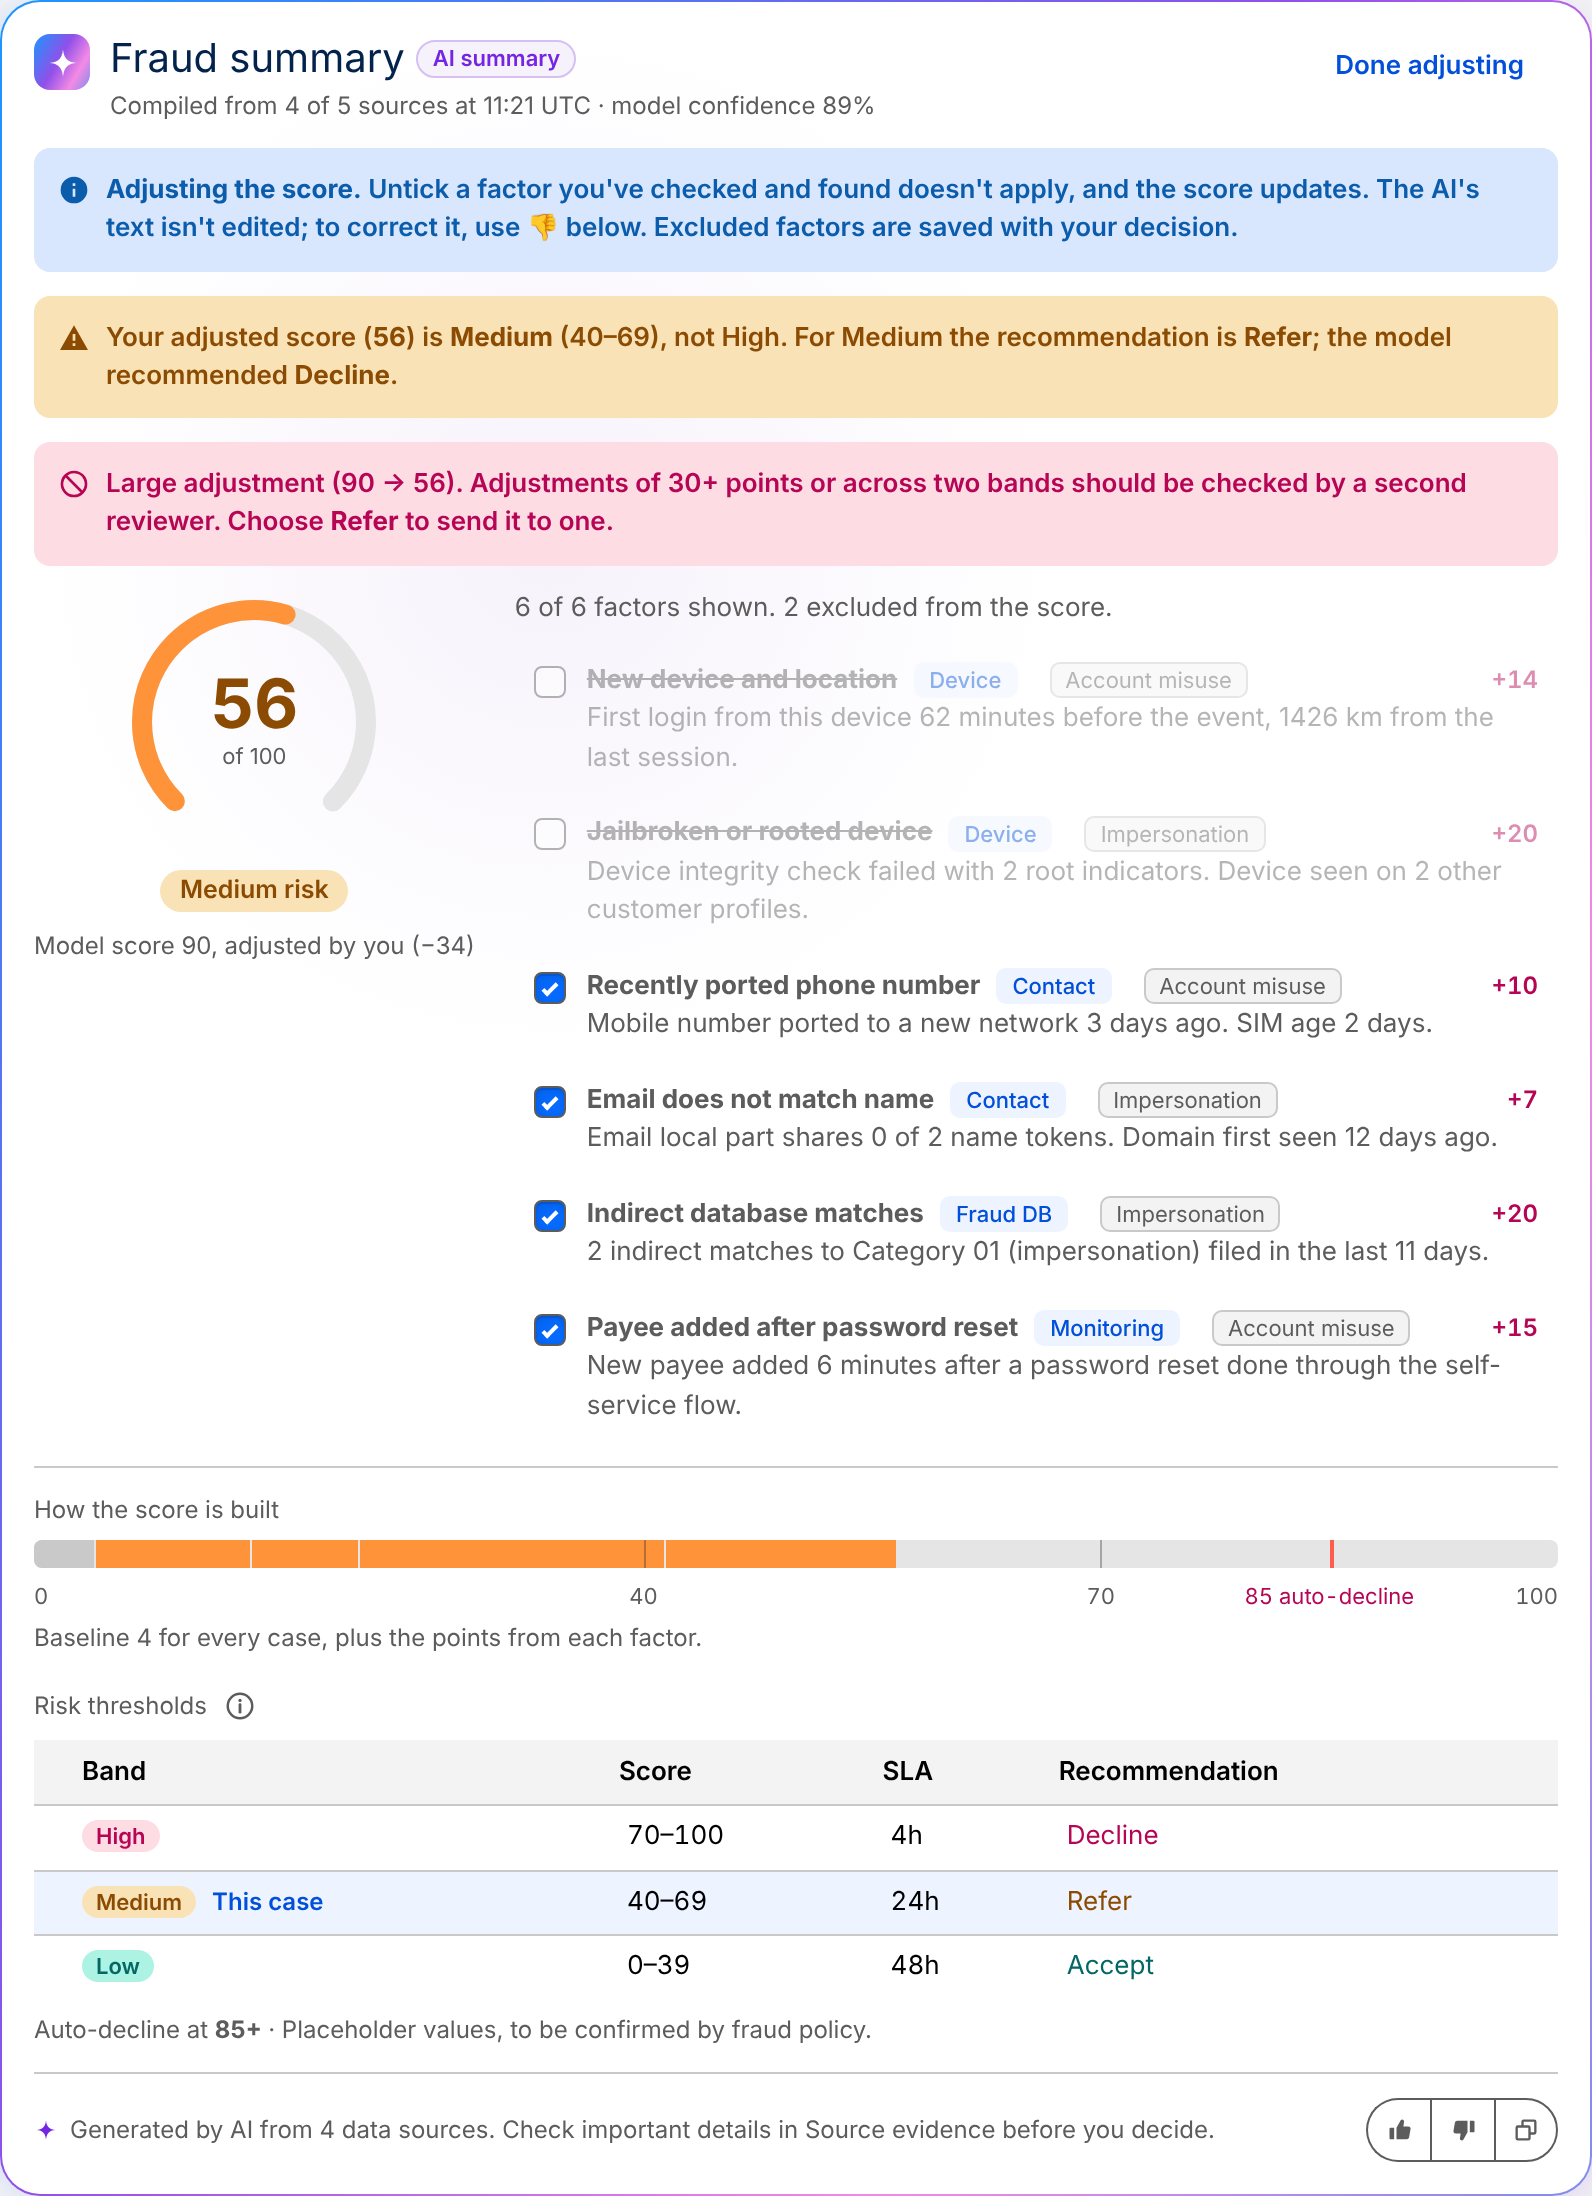 Fraud summary AI summary
Done adjusting
Compiled from 4 of 5 sources at 11:21 UTC · model confidence 89%
Adjusting the score. Untick a factor you've checked and found doesn't apply, and the score updates. The AI's
text isn't edited; to correct it, use 👎 below. Excluded factors are saved with your decision.
Your adjusted score (56) is Medium (40–69), not High. For Medium the recommendation is Refer; the model
recommended Decline.
Large adjustment (90 → 56). Adjustments of 30+ points or across two bands should be checked by a second
reviewer. Choose Refer to send it to one.
56
of 100
Medium risk
Model score 90, adjusted by you (−34)
6 of 6 factors shown. 2 excluded from the score.
New device and location Device Account misuse +14
First login from this device 62 minutes before the event, 1426 km from the
last session.
Jailbroken or rooted device Device Impersonation +20
Device integrity check failed with 2 root indicators. Device seen on 2 other
customer profiles.
Recently ported phone number Contact Account misuse +10
Mobile number ported to a new network 3 days ago. SIM age 2 days.
Email does not match name Contact Impersonation +7
Email local part shares 0 of 2 name tokens. Domain first seen 12 days ago.
Indirect database matches Fraud DB Impersonation +20
2 indirect matches to Category 01 (impersonation) filed in the last 11 days.
Payee added after password reset Monitoring Account misuse +15
New payee added 6 minutes after a password reset done through the self-
service flow.
How the score is built
0 40 70 85 auto-decline 100
Baseline 4 for every case, plus the points from each factor.
Risk thresholds
Band Score SLA Recommendation
High 70–100 4h Decline
Medium This case 40–69 24h Refer
Low 0–39 48h Accept
Auto-decline at 85+ · Placeholder values, to be confirmed by fraud policy.
Generated by AI from 4 data sources. Check important details in Source evidence before you decide.